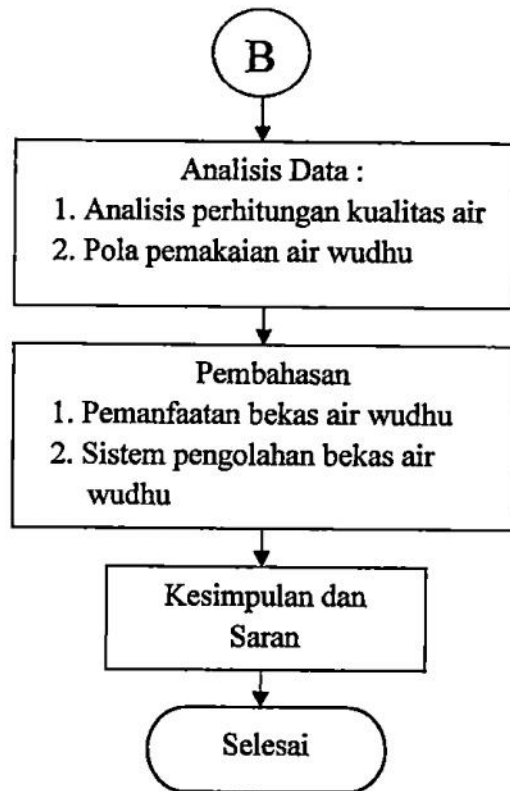 B
Analisis Data :
1. Analisis perhitungan kualitas air
2. Pola pemakaian air wudhu
Pembahasan
1. Pemanfaatan bekas air wudhu
2. Sistem pengolahan bekas air
wudhu
Kesimpulan dan
Saran
Selesai